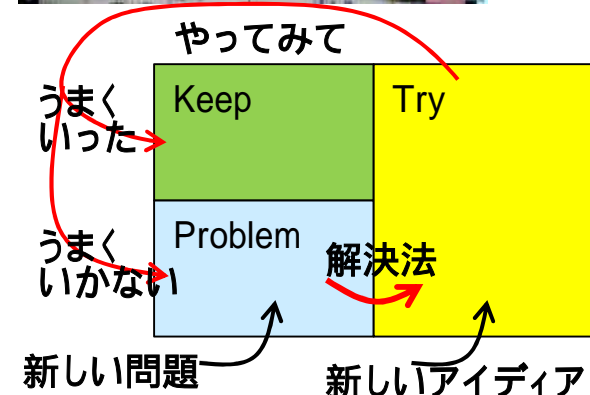 やってみて
うまく
いった
Keep
Try
うまく
いかない
Problem
解決法
新しい問題
新しいアイディア